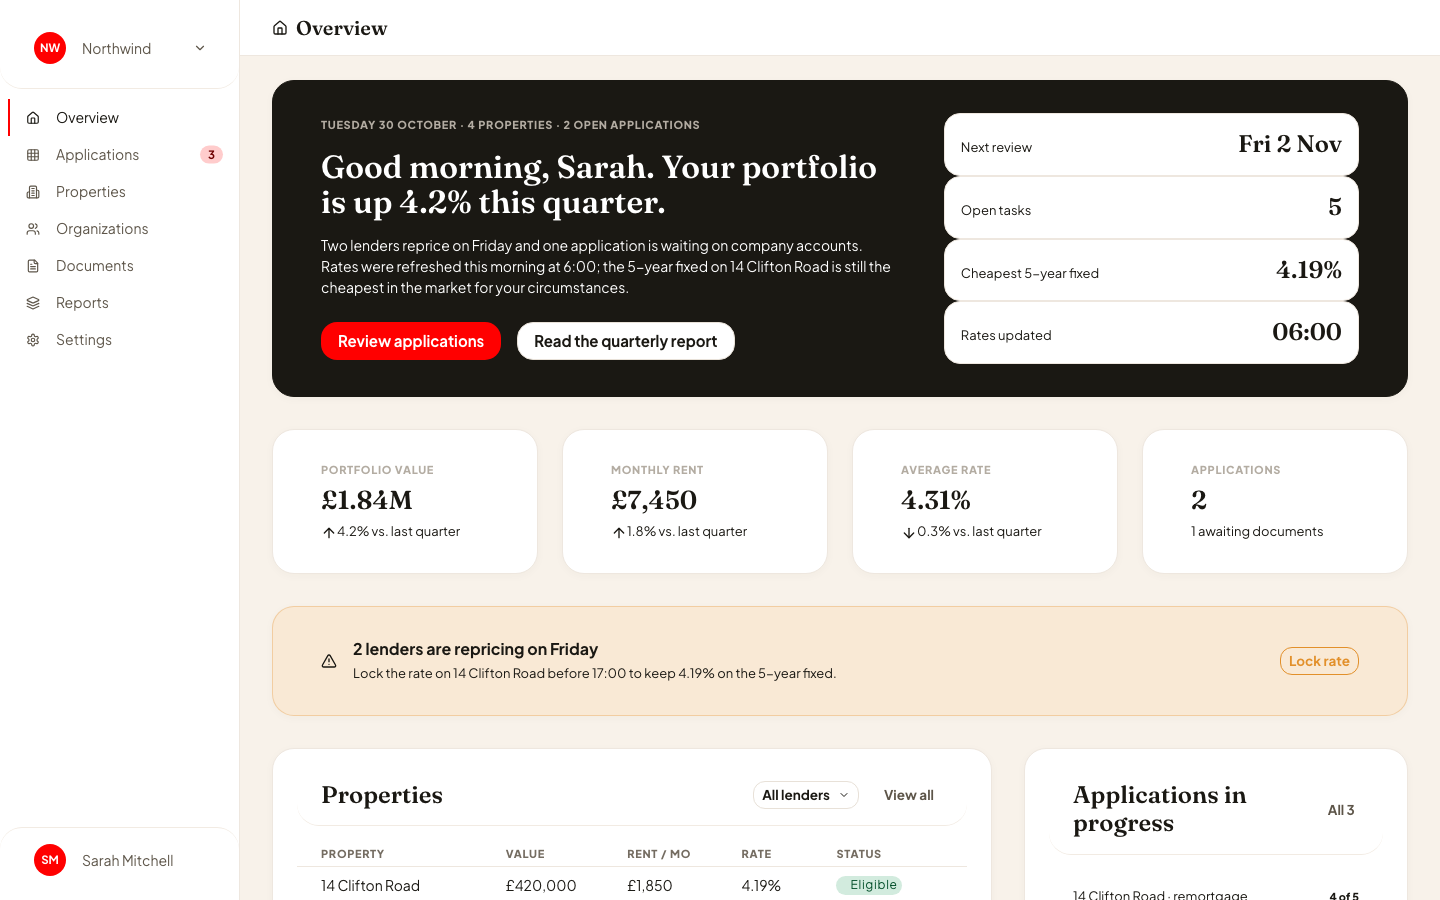 NW
Northwind
Overview
Applications
3
Properties
Organizations
Documents
Reports
Settings
SM
Sarah Mitchell
Overview
TUESDAY 30 OCTOBER · 4 PROPERTIES · 2 OPEN APPLICATIONS
Good morning, Sarah. Your portfolio
is up 4.2% this quarter.
Two lenders reprice on Friday and one application is waiting on company accounts.
Rates were refreshed this morning at 6:00; the 5-year fixed on 14 Clifton Road is still the
cheapest in the market for your circumstances.
Review applications
Read the quarterly report
Next review
Fri 2 Nov
Open tasks
5
Cheapest 5-year fixed
4.19%
Rates updated
06:00
PORTFOLIO VALUE
£1.84M
4.2% vs. last quarter
MONTHLY RENT
£7,450
1.8% vs. last quarter
AVERAGE RATE
4.31%
0.3% vs. last quarter
APPLICATIONS
2
1 awaiting documents
2 lenders are repricing on Friday
Lock the rate on 14 Clifton Road before 17:00 to keep 4.19% on the 5-year fixed.
Lock rate
Properties
All lenders
View all
PROPERTY VALUE RENT / MO RATE STATUS
14 Clifton Road £420,000 £1,850 4.19% Eligible
Applications in
progress
All 3
14 Clifton Road · remortgage
4 of 5